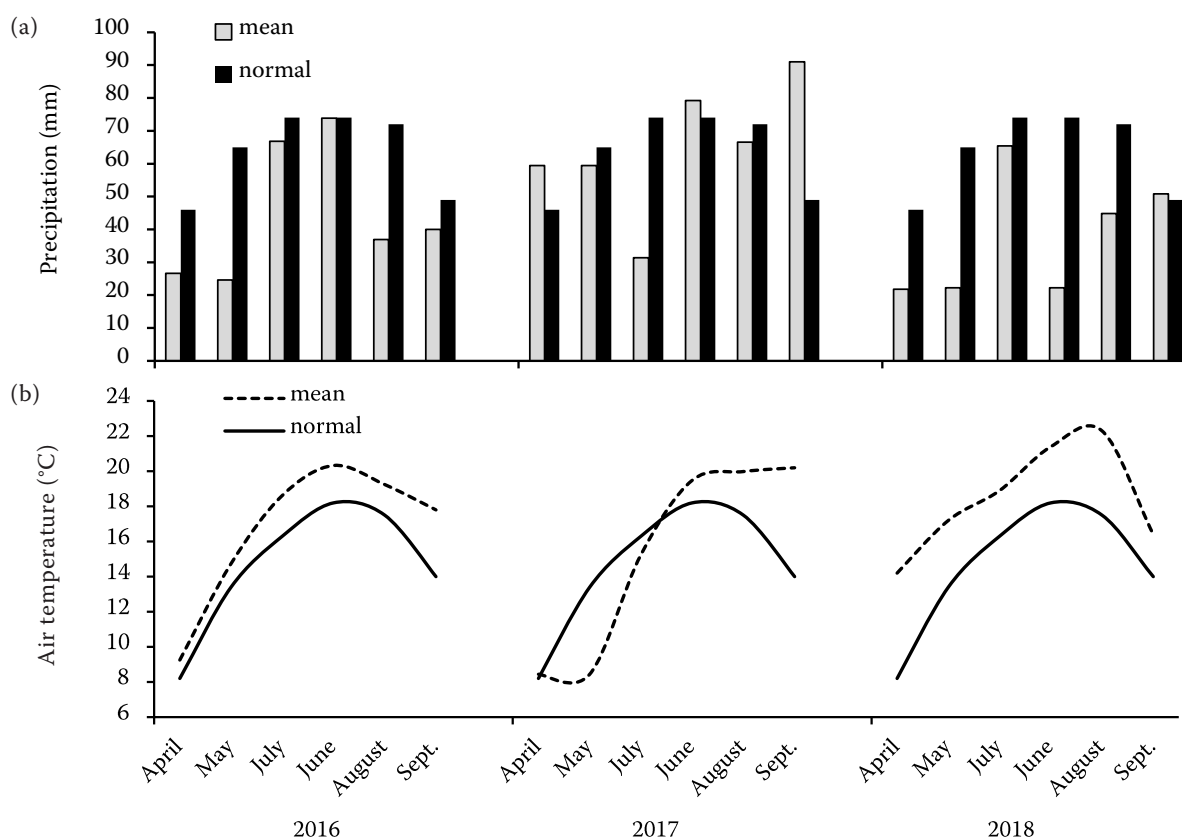 (a)
mean
normal
Precipitation (mm)
100
90
80
70
60
50
40
30
20
10
0
(b)
mean
normal
Air temperature (°C)
24
22
20
18
16
14
12
10
8
6
April May July June August Sept. April May July June August Sept. April May July June August Sept.
2016 2017 2018